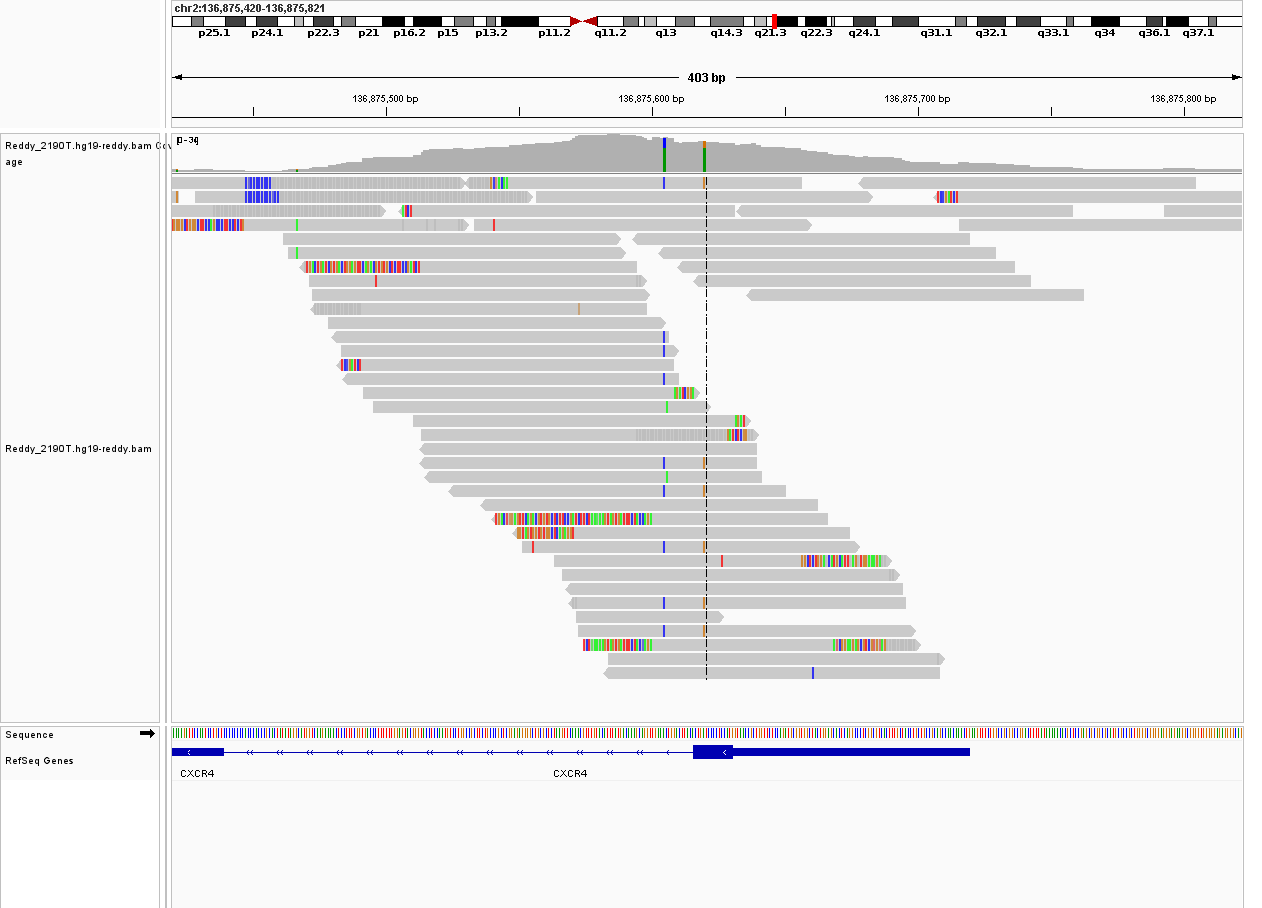 chr2:136,875,420-136,875,821
p25.1 p24.1 p22.3 p21 p16.2 p15 p13.2 p11.2 q11.2 q13 q14.3 q21.3 q22.3 q24.1 q31.1 q32.1 q33.1 q34 q36.1 q37.1
403 bp
136,875,500 bp 136,875,600 bp 136,875,700 bp 136,875,800 bp
[0-34]
Reddy_2190T.hg19-reddy.bam Cov
age
Reddy_2190T.hg19-reddy.bam
Sequence
RefSeq Genes
CXCR4 CXCR4